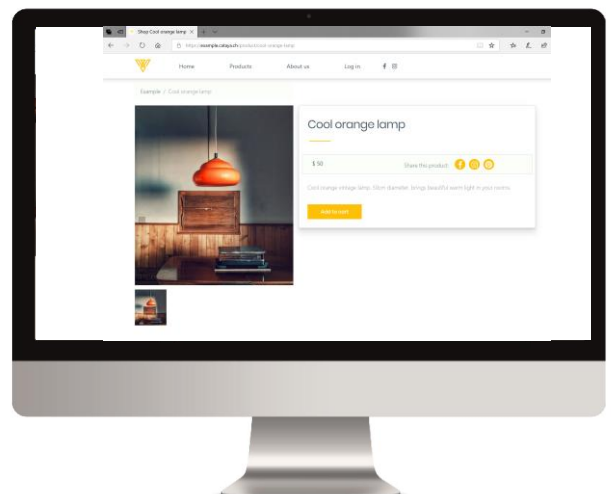 Shop Cool orange lamp
Home Products About us Log in
Example / Cool orange lamp
Cool orange lamp
$ 50 Share this product:
Add to cart